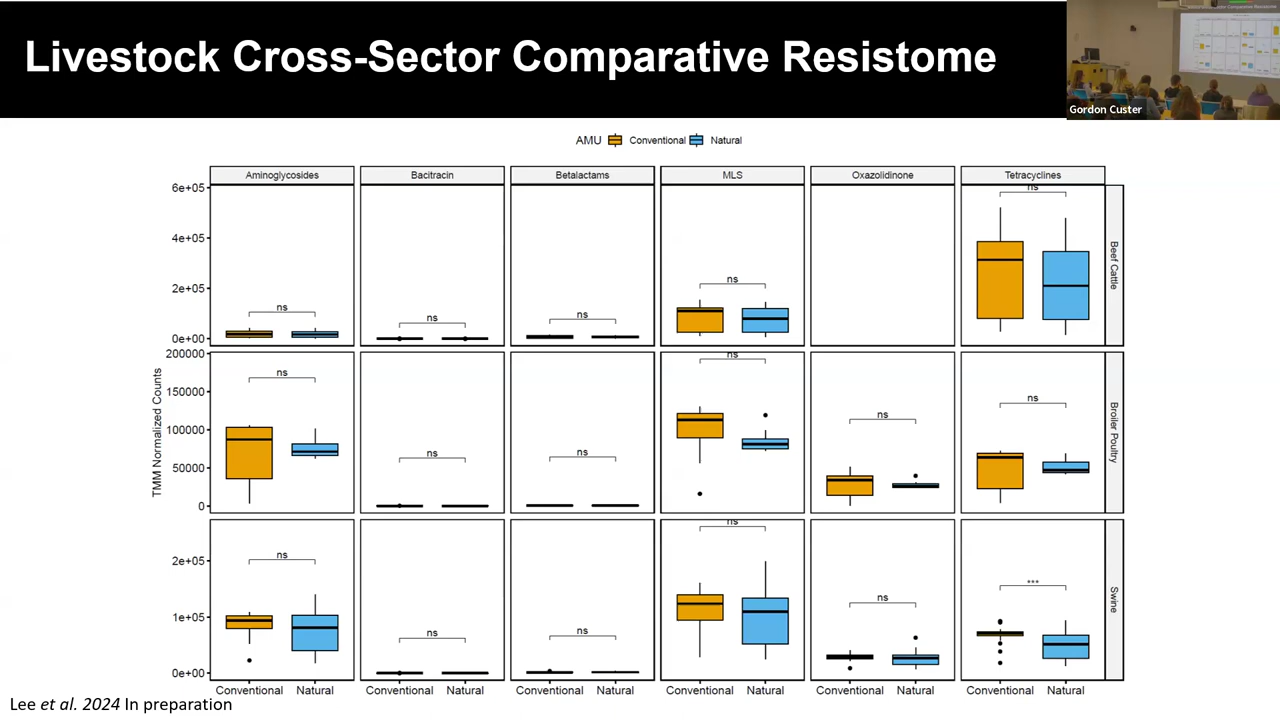 Livestock Cross-Sector Comparative Resistome
Gordon Custer
AMU Conventional Natural
Aminoglycosides Bacitracin Betalactams MLS Oxazolidinone Tetracyclines
6e+05
4e+05
2e+05
0e+00
ns ns ns ns ns
Beef Cattle
TMM Normalized Counts
200000
150000
100000
50000
0
ns ns ns ns ns ns
Broiler Poultry
2e+05
1e+05
0e+00
ns ns ns ns ns ***
Swine
Conventional Natural Conventional Natural Conventional Natural Conventional Natural Conventional Natural Conventional Natural
Lee et al. 2024 In preparation